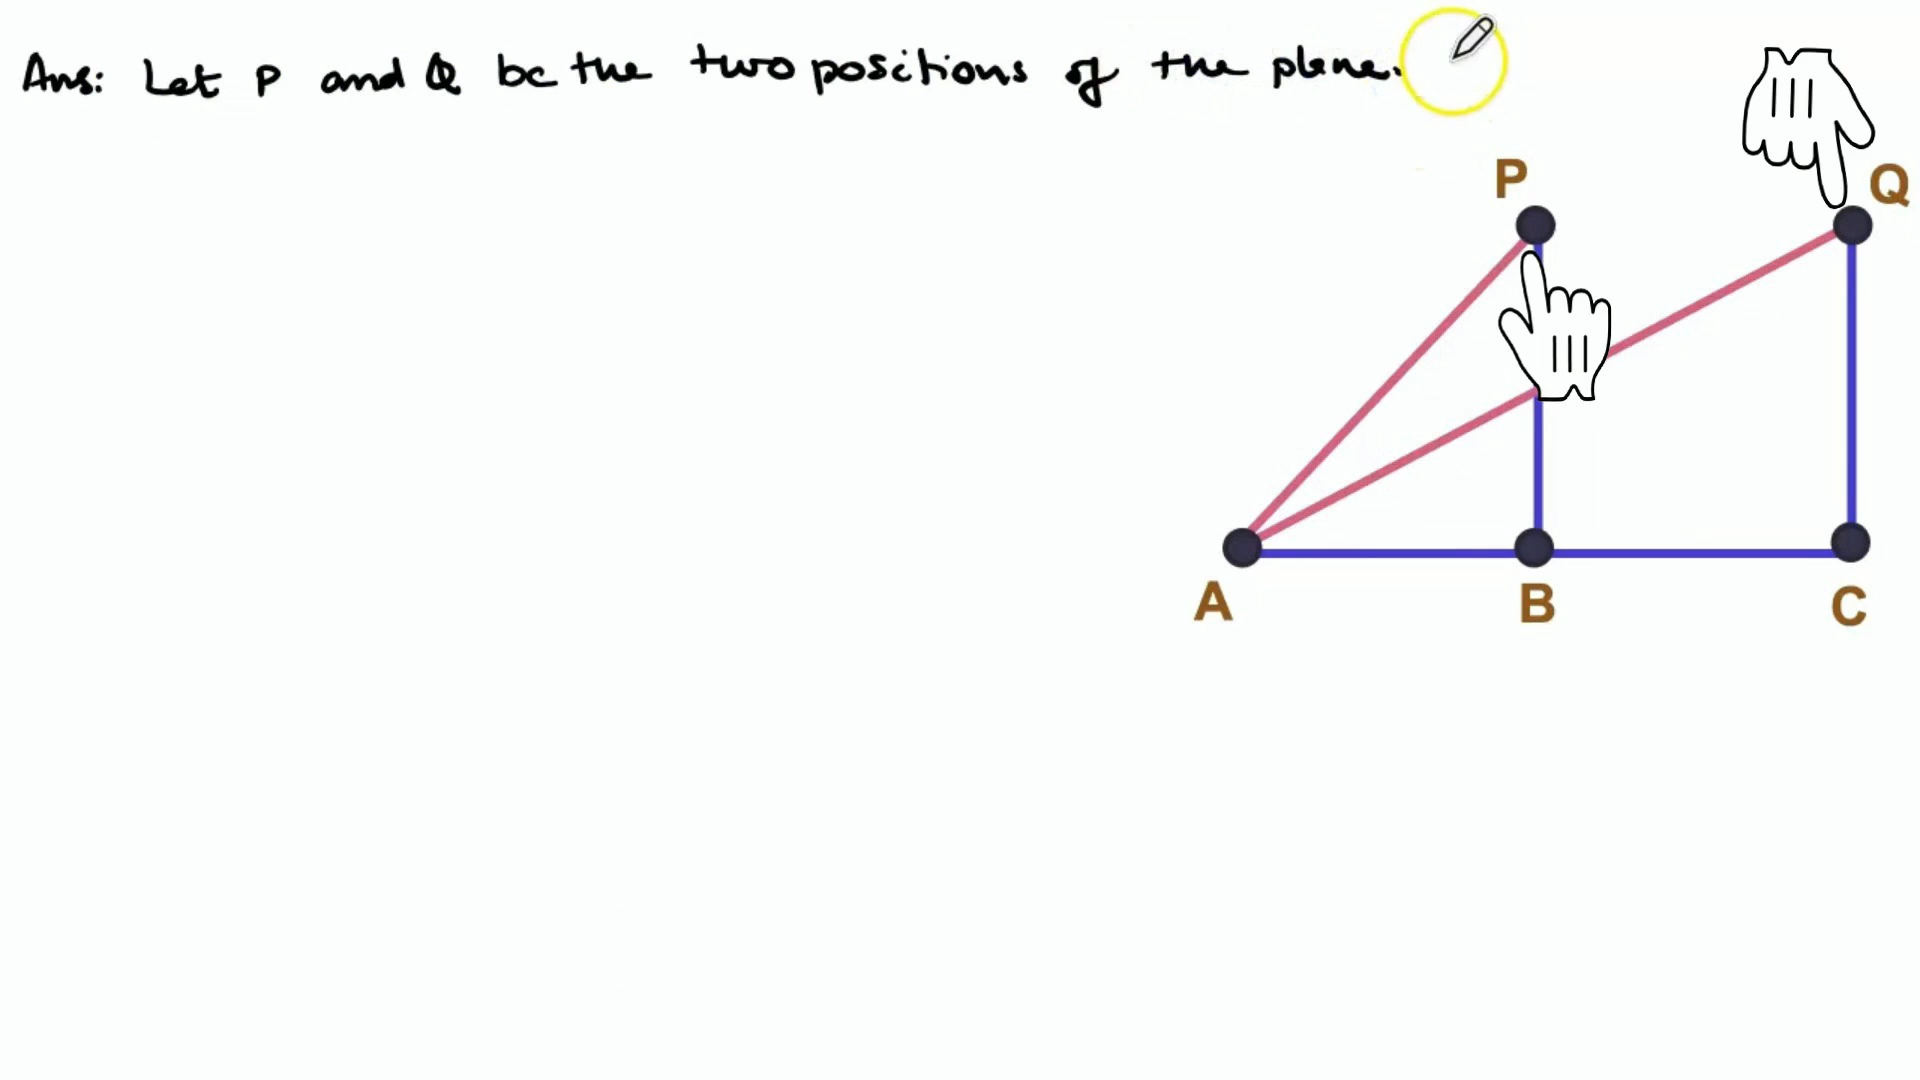 Ans: Let P and Q be the two positions of the plane.
P
Q
A
B
C